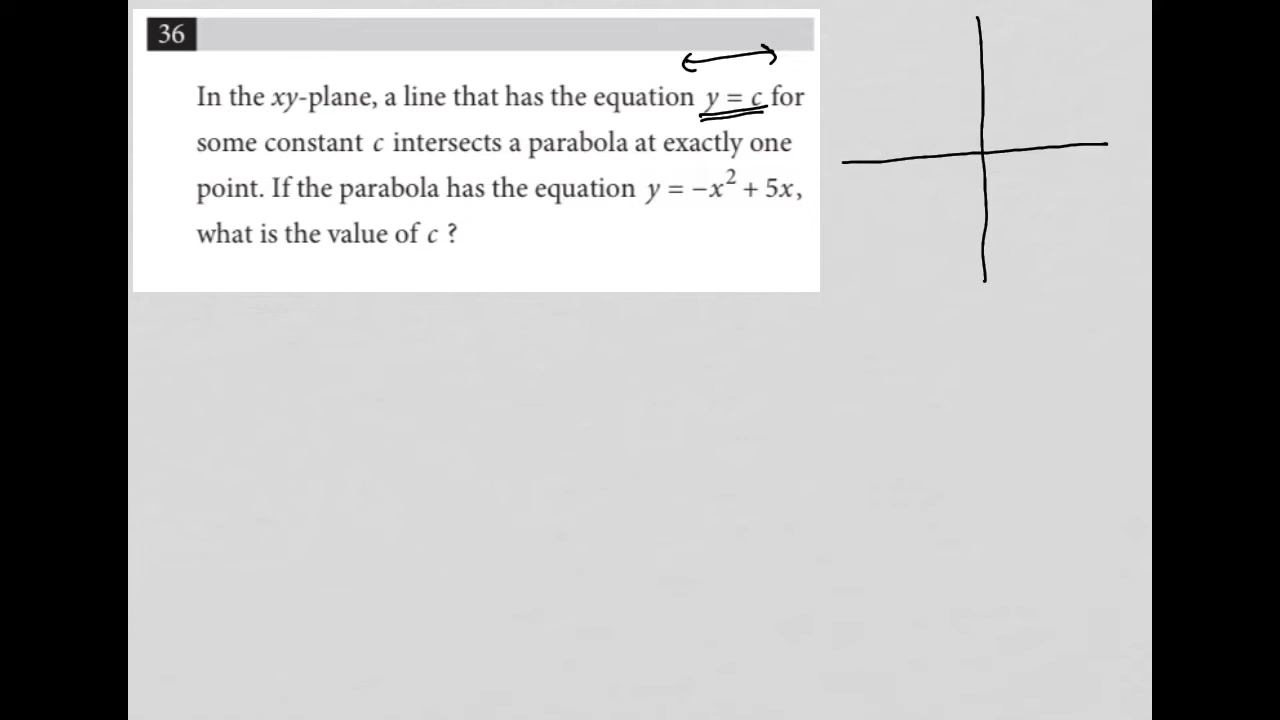 36
In the xy-plane, a line that has the equation y = c for
some constant c intersects a parabola at exactly one
point. If the parabola has the equation y = −x² + 5x,
what is the value of c ?